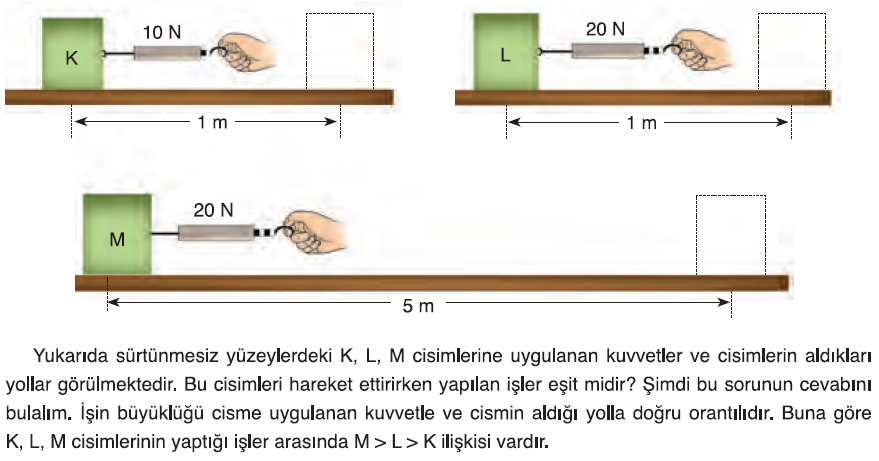 10 N
20 N
K
L
1 m
1 m
20 N
M
5 m
Yukarıda sürtünmesiz yüzeylerdeki K, L, M cisimlerine uygulanan kuvvetler ve cisimlerin aldıkları
yollar görülmektedir. Bu cisimleri hareket ettirirken yapılan işler eşit midir? Şimdi bu sorunun cevabını
bulalım. İşin büyüklüğü cisme uygulanan kuvvetle ve cismin aldığı yolla doğru orantılıdır. Buna göre
K, L, M cisimlerinin yaptığı işler arasında M > L > K ilişkisi vardır.